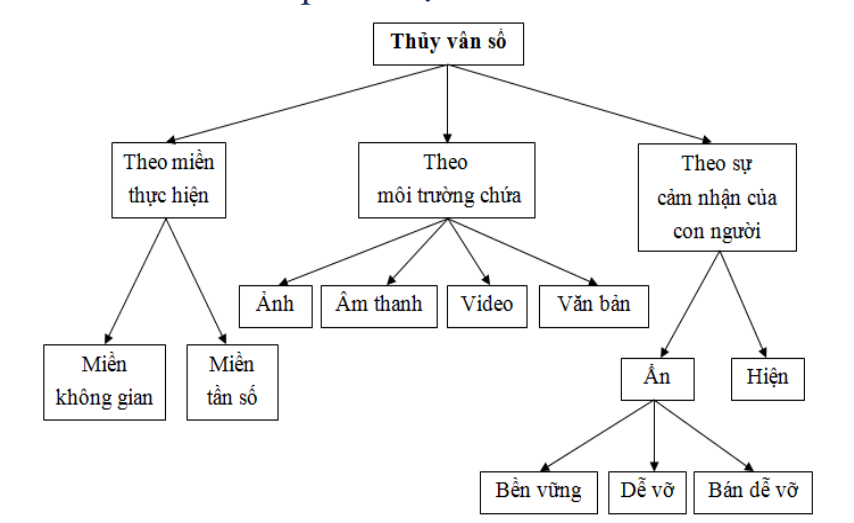 Thủy vân số
Theo miền
thực hiện
Theo
môi trường chứa
Theo sự
cảm nhận của
con người
Ảnh
Âm thanh
Video
Văn bản
Miền
không gian
Miền
tần số
Ẩn
Hiện
Bền vững
Dễ vỡ
Bán dễ vỡ